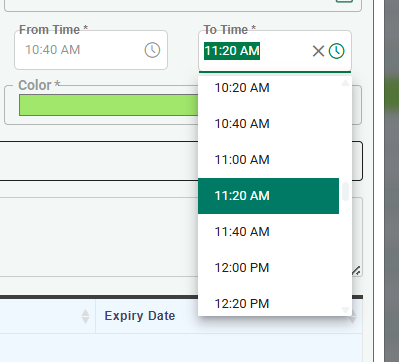 From Time *
To Time *
10:40 AM
11:20 AM
Color *
10:20 AM
10:40 AM
11:00 AM
11:20 AM
11:40 AM
12:00 PM
12:20 PM
Expiry Date